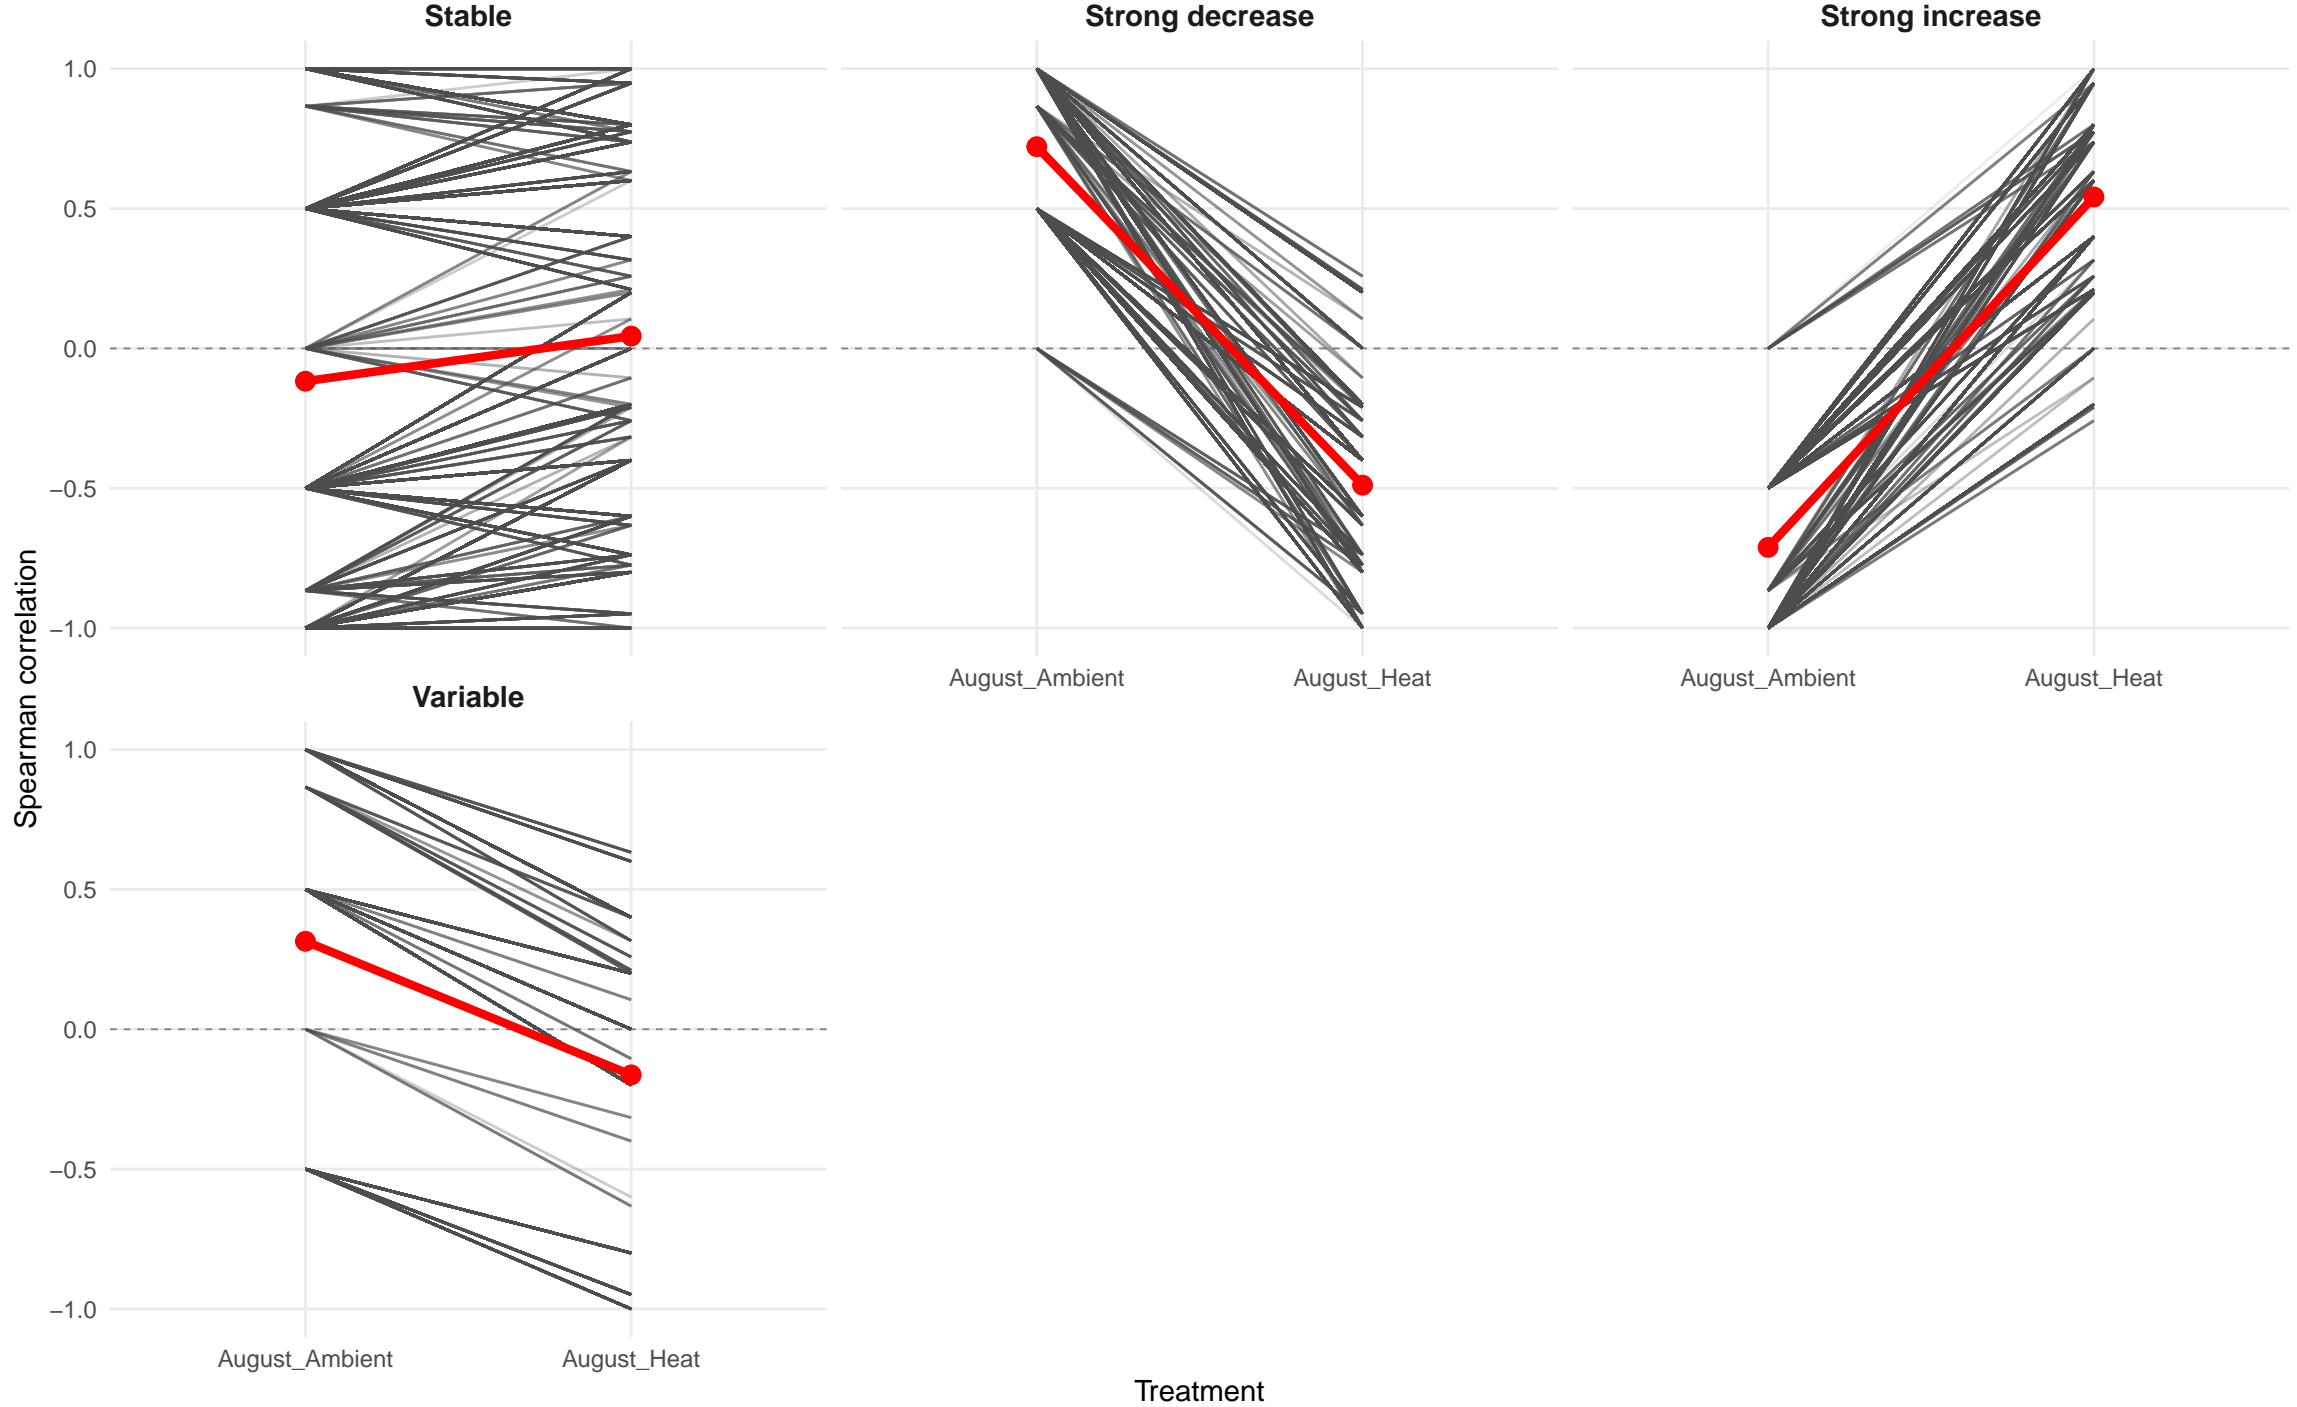 Stable
Strong decrease
Strong increase
1.0
0.5
0.0
−0.5
−1.0
August_Ambient
August_Heat
August_Ambient
August_Heat
Spearman correlation
Variable
1.0
0.5
0.0
−0.5
−1.0
August_Ambient
August_Heat
Treatment